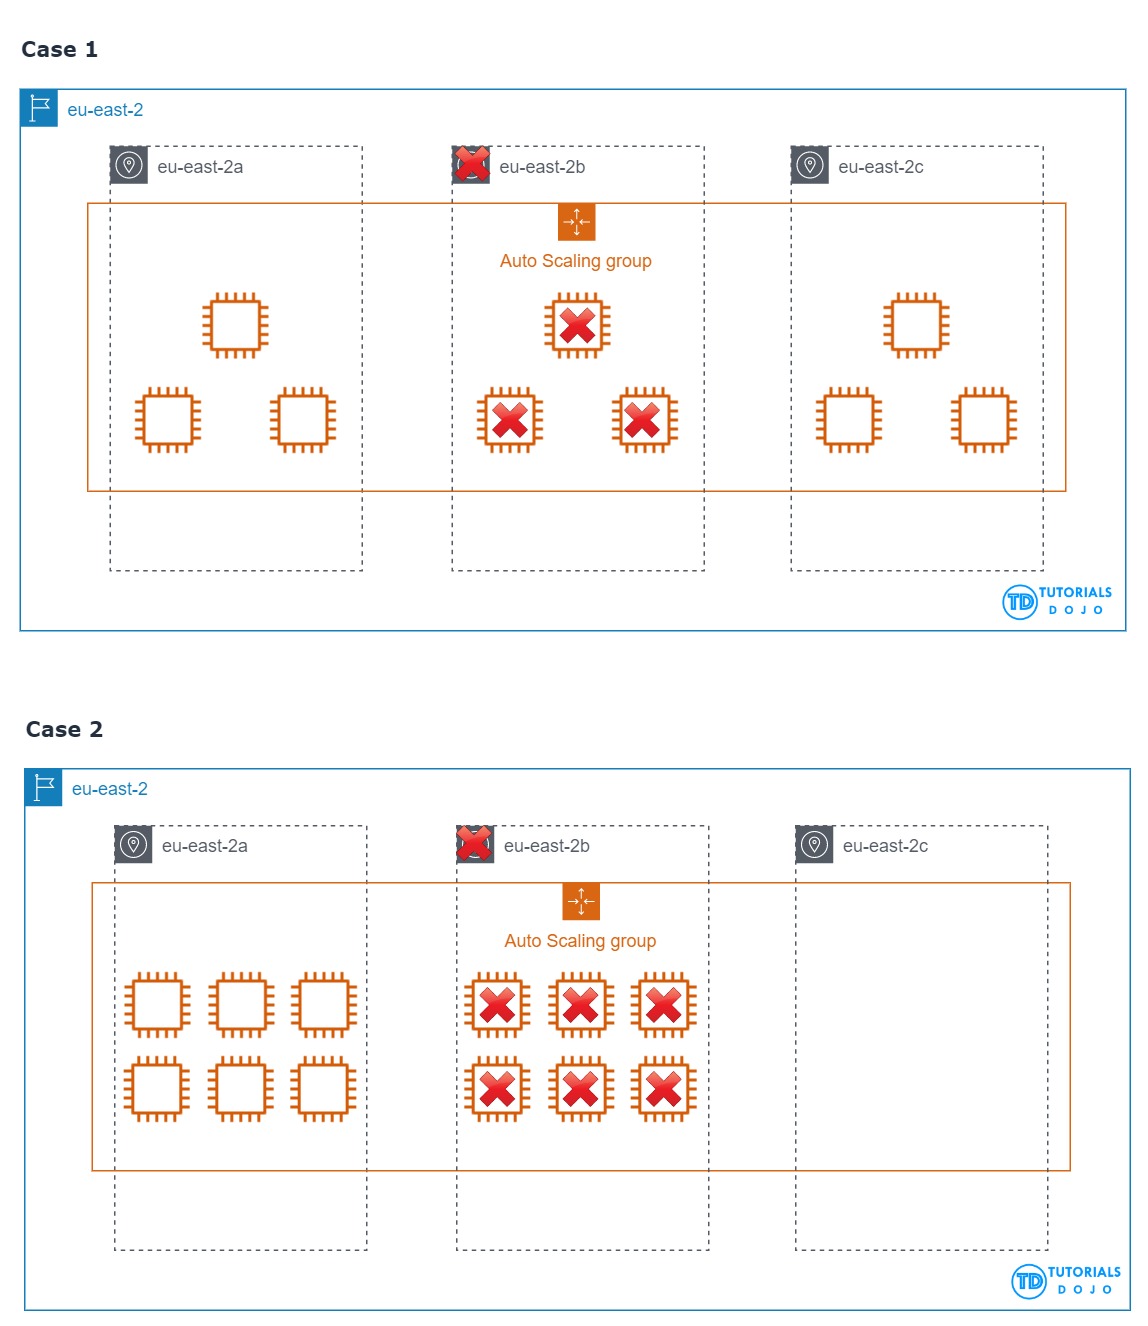 Case 1
eu-east-2
eu-east-2a
eu-east-2b
eu-east-2c
Auto Scaling group
TD TUTORIALS
DOJO
Case 2
eu-east-2
eu-east-2a
eu-east-2b
eu-east-2c
Auto Scaling group
TD TUTORIALS
DOJO